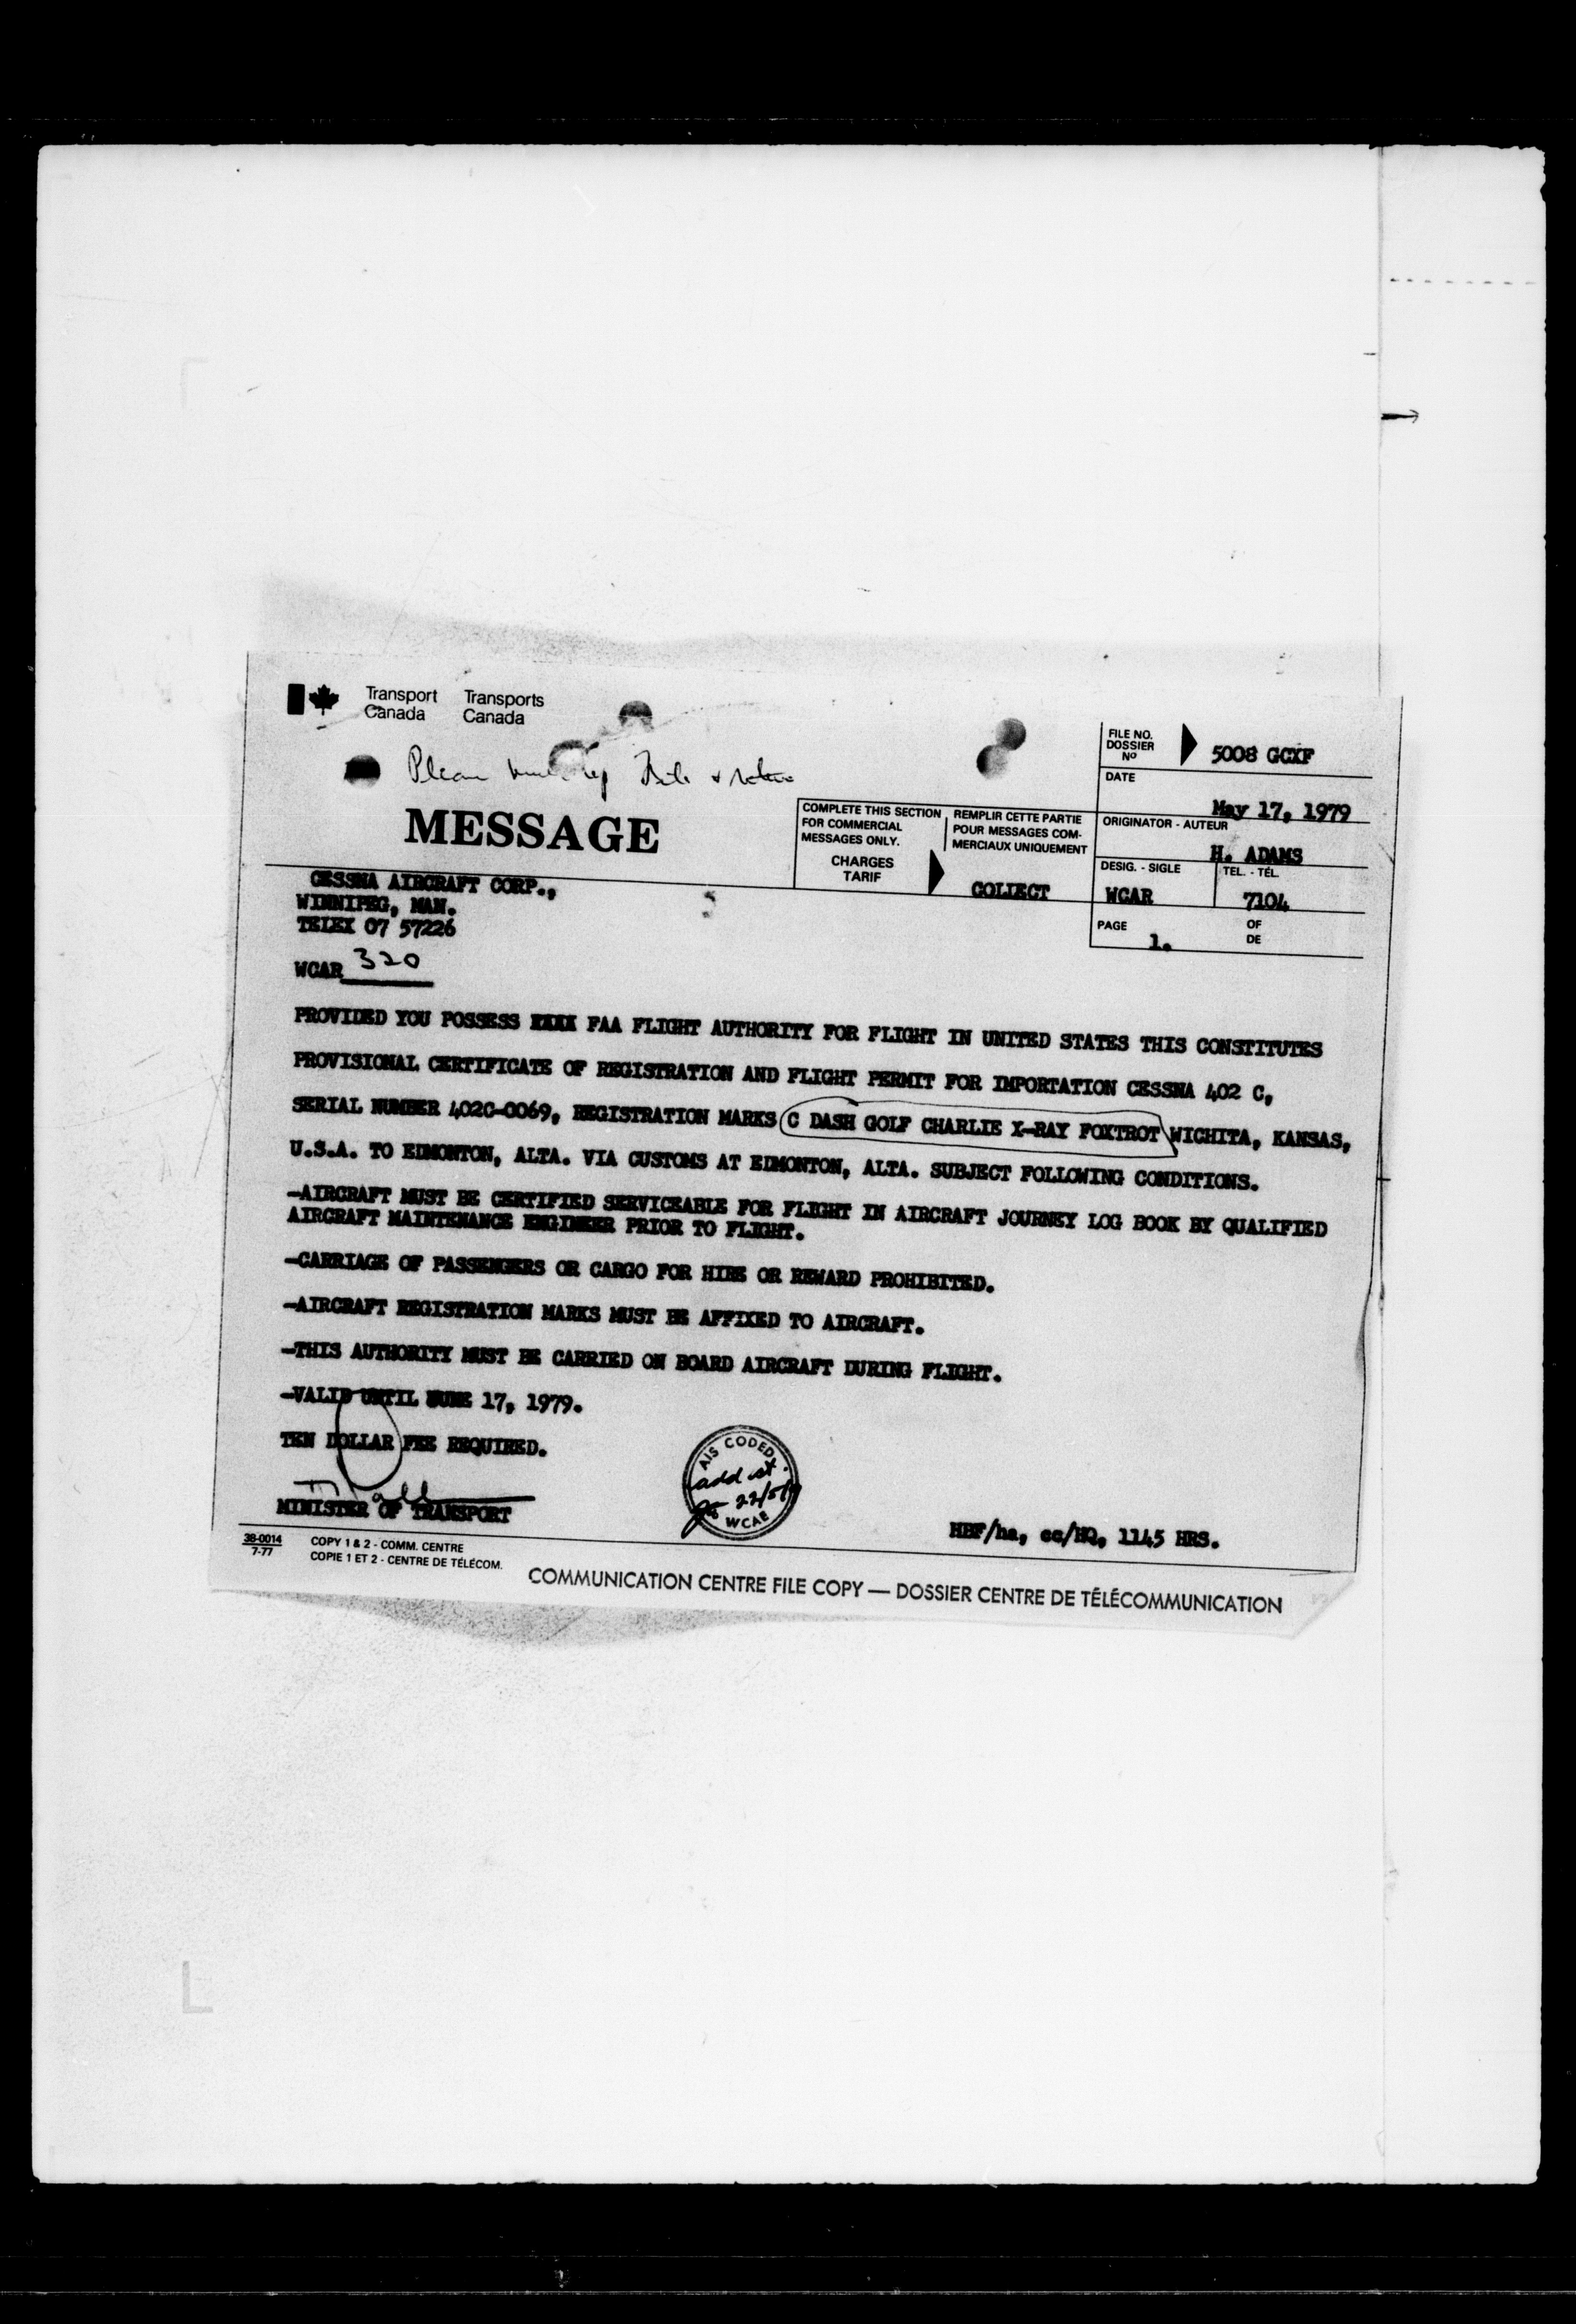 Transport Canada
Transports Canada
Please File & return
MESSAGE
COMPLETE THIS SECTION FOR COMMERCIAL MESSAGES ONLY.
REMPLIR CETTE PARTIE POUR MESSAGES COMMERCIAUX UNIQUEMENT
CHARGES
TARIF
COLLECT
FILE NO.
DOSSIER
Nº
5008 GCXF
DATE
May 17, 1979
ORIGINATOR - AUTEUR
H. ADAMS
DESIG. - SIGLE
WCAR
TEL. - TÉL.
7104
PAGE
1.
OF
DE
CESSNA AIRCRAFT CORP.,
WINNIPEG, MAN.
TELEX 07 57226
WCAR 320
PROVIDED YOU POSSESS XXXX FAA FLIGHT AUTHORITY FOR FLIGHT IN UNITED STATES THIS CONSTITUTES
PROVISIONAL CERTIFICATE OF REGISTRATION AND FLIGHT PERMIT FOR IMPORTATION CESSNA 402 C,
SERIAL NUMBER 402C-0069, REGISTRATION MARKS C DASH GOLF CHARLIE X-RAY FOXTROT WICHITA, KANSAS,
U.S.A. TO EDMONTON, ALTA. VIA CUSTOMS AT EDMONTON, ALTA. SUBJECT FOLLOWING CONDITIONS.
-AIRCRAFT MUST BE CERTIFIED SERVICEABLE FOR FLIGHT IN AIRCRAFT JOURNEY LOG BOOK BY QUALIFIED
AIRCRAFT MAINTENANCE ENGINEER PRIOR TO FLIGHT.
-CARRIAGE OF PASSENGERS OR CARGO FOR HIRE OR REWARD PROHIBITED.
-AIRCRAFT REGISTRATION MARKS MUST BE AFFIXED TO AIRCRAFT.
-THIS AUTHORITY MUST BE CARRIED ON BOARD AIRCRAFT DURING FLIGHT.
-VALID UNTIL JUNE 17, 1979.
TEN DOLLAR FEE REQUIRED.
MINISTER OF TRANSPORT
AIS CODED
add ist.
22/5/79
WCAE
HBF/ha, cc/HQ, 1145 HRS.
38-0014
7-77
COPY 1 & 2 - COMM. CENTRE
COPIE 1 ET 2 - CENTRE DE TÉLÉCOM.
COMMUNICATION CENTRE FILE COPY — DOSSIER CENTRE DE TÉLÉCOMMUNICATION